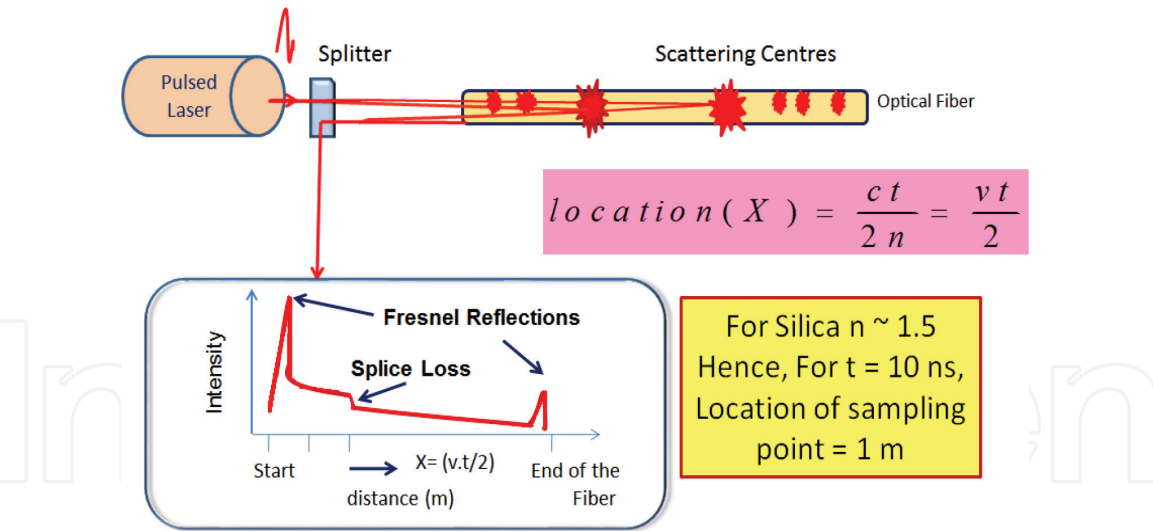 Splitter
Scattering Centres
Pulsed
Laser
Optical Fiber
location(X) = ct/2n = vt/2
Fresnel Reflections
Splice Loss
Intensity
Start
X= (v.t/2)
distance (m)
End of the
Fiber
For Silica n ~ 1.5
Hence, For t = 10 ns,
Location of sampling
point = 1 m